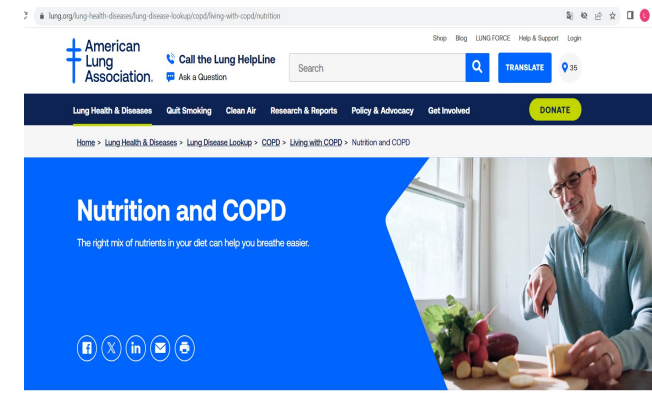 lung.org/lung-health-diseases/lung-disease-lookup/copd/living-with-copd/nutrition
Shop Blog LUNG FORCE Help & Support Login
American
Lung
Association.
Call the Lung HelpLine
Ask a Question
Search
TRANSLATE
35
Lung Health & Diseases Quit Smoking Clean Air Research & Reports Policy & Advocacy Get Involved DONATE
Home > Lung Health & Diseases > Lung Disease Lookup > COPD > Living with COPD > Nutrition and COPD
Nutrition and COPD
The right mix of nutrients in your diet can help you breathe easier.